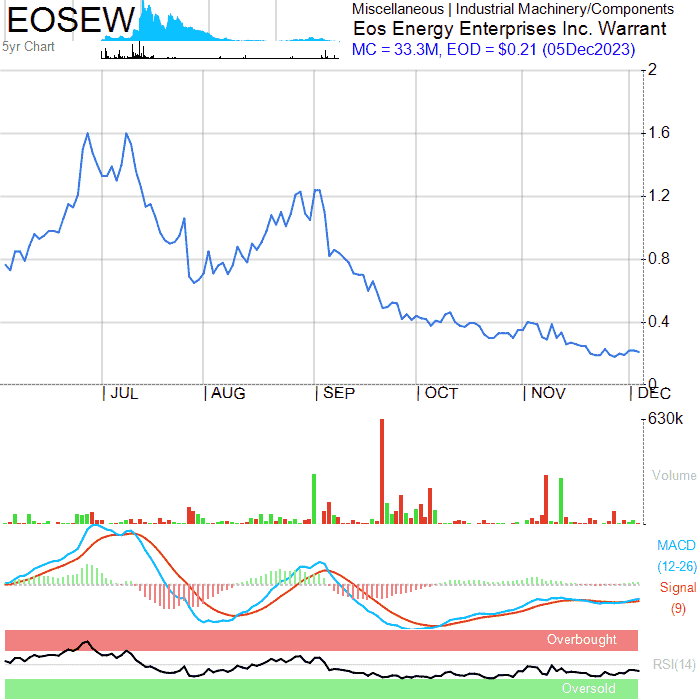 EOSEW
5yr Chart
Miscellaneous | Industrial Machinery/Components
Eos Energy Enterprises Inc. Warrant
MC = 33.3M, EOD = $0.21 (05Dec2023)
2
1.6
1.2
0.8
0.4
0
| JUL | AUG | SEP | OCT | NOV | DEC
630k
Volume
MACD
(12-26)
Signal
(9)
Overbought
RSI(14)
Oversold